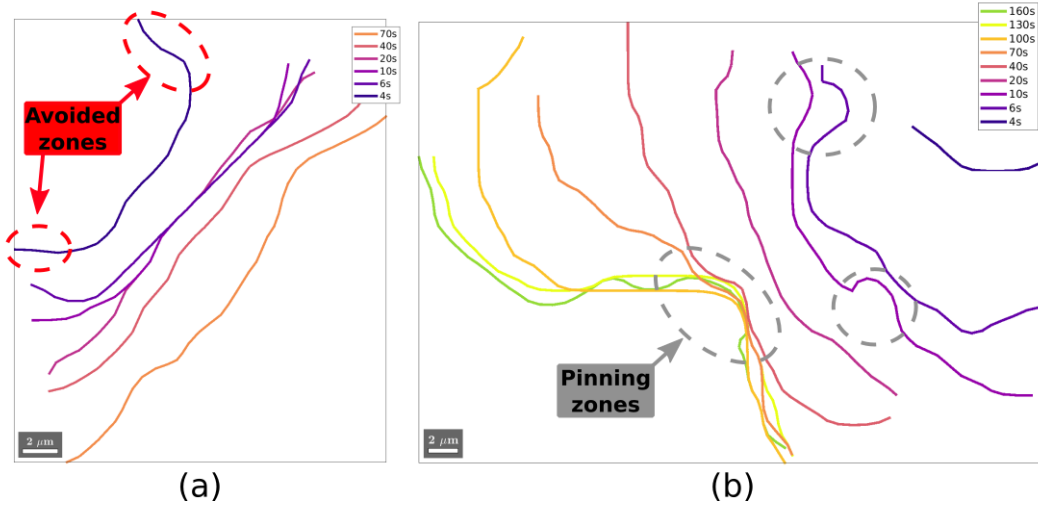 70s
40s
20s
10s
6s
4s
Avoided
zones
2 μm
(a)
160s
130s
100s
70s
40s
20s
10s
6s
4s
Pinning
zones
2 μm
(b)